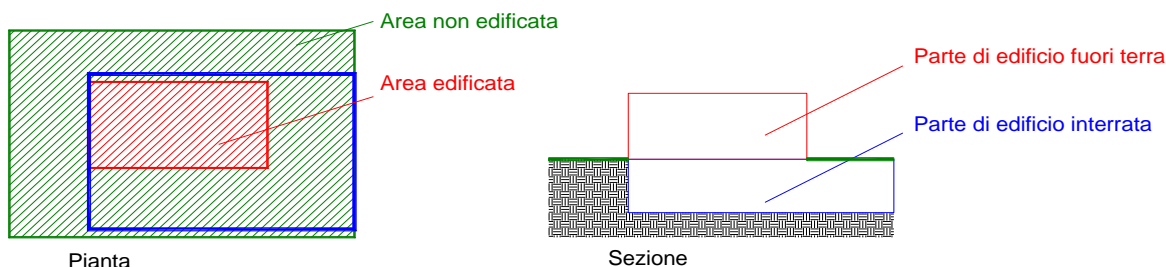 Area non edificata
Area edificata
Pianta
Parte di edificio fuori terra
Parte di edificio interrata
Sezione